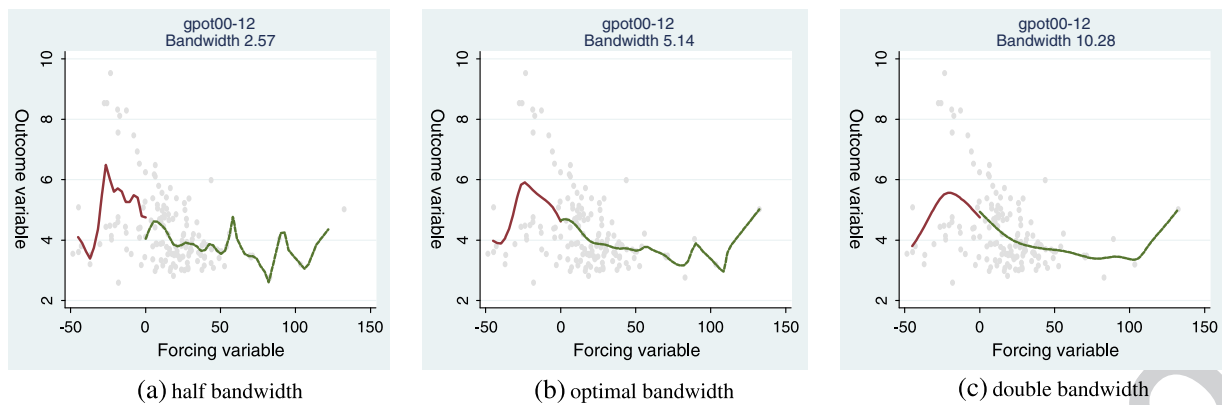 gpot00-12
Bandwidth 2.57
10
8
6
4
2
Outcome variable
-50 0 50 100 150
Forcing variable
(a) half bandwidth
gpot00-12
Bandwidth 5.14
10
8
6
4
2
Outcome variable
-50 0 50 100 150
Forcing variable
(b) optimal bandwidth
gpot00-12
Bandwidth 10.28
10
8
6
4
2
Outcome variable
-50 0 50 100 150
Forcing variable
(c) double bandwidth